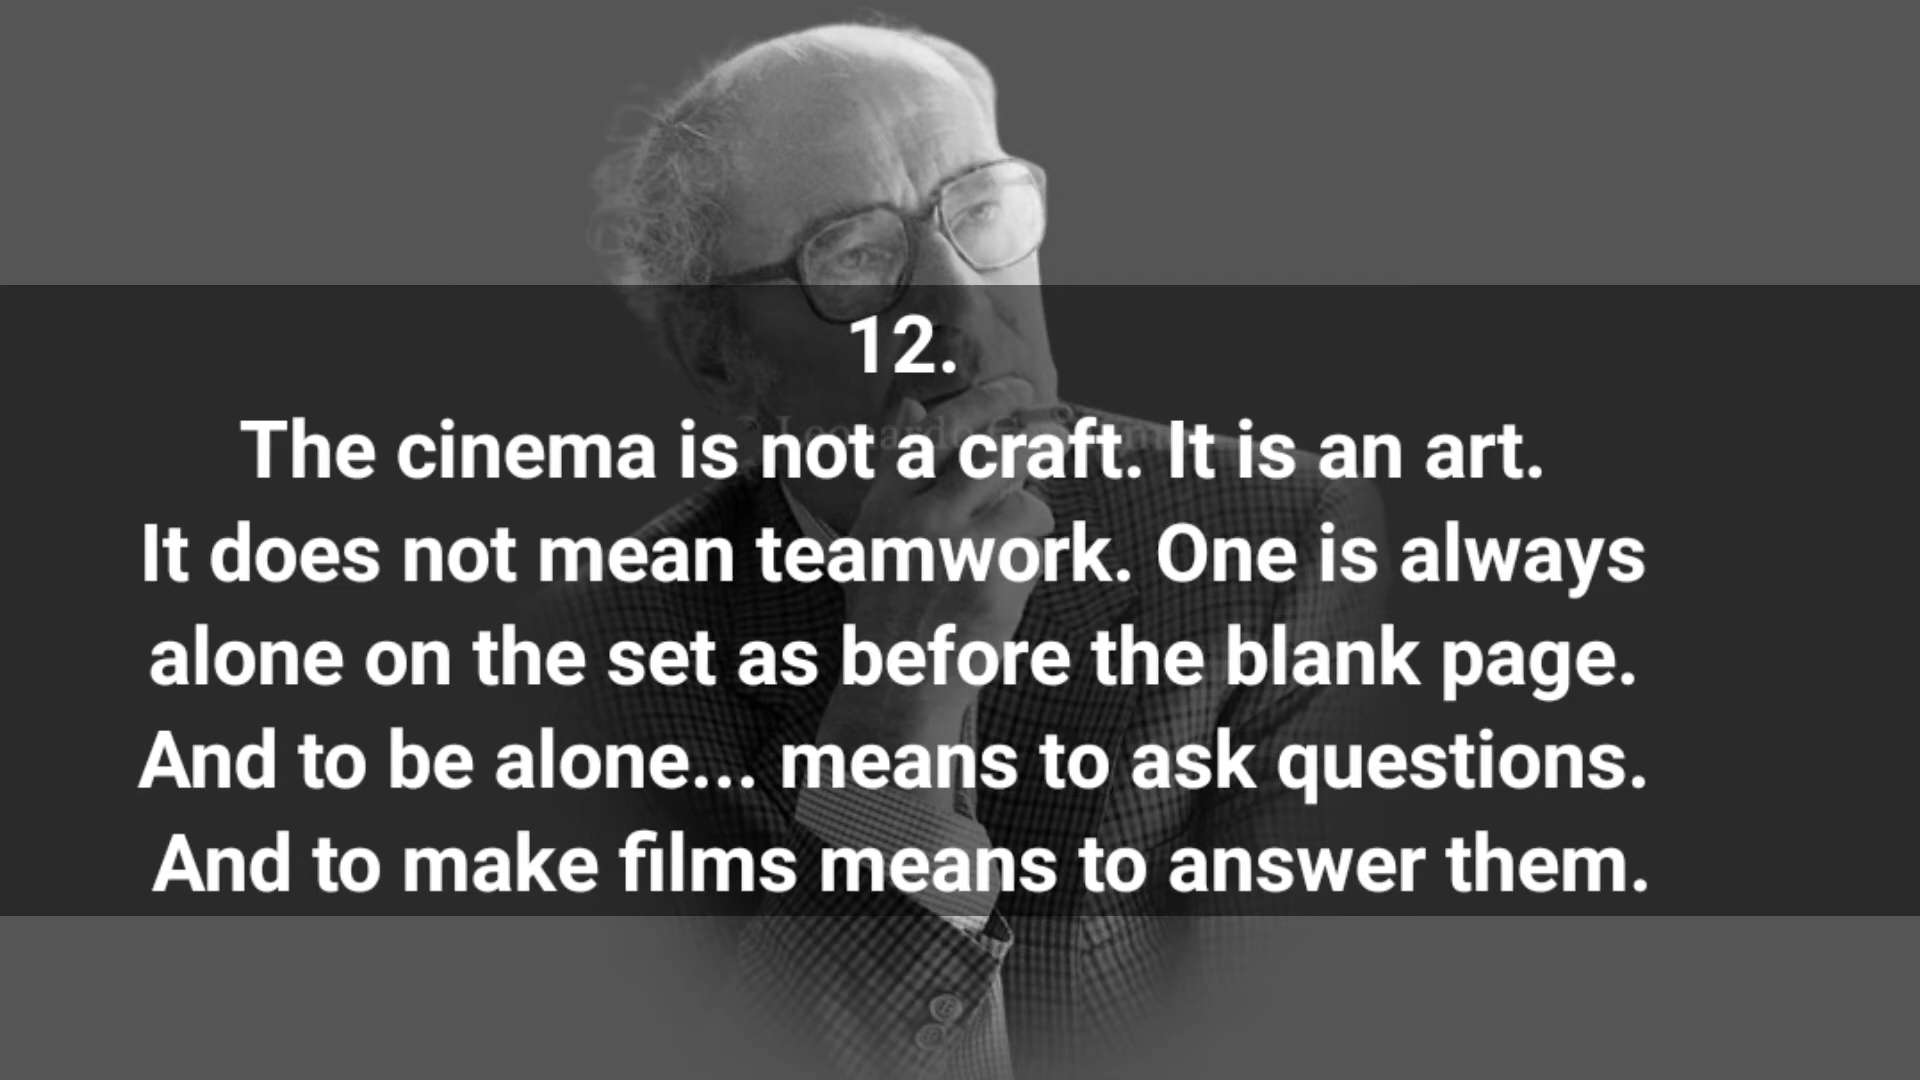 12.
The cinema is not a craft. It is an art.
It does not mean teamwork. One is always
alone on the set as before the blank page.
And to be alone... means to ask questions.
And to make films means to answer them.